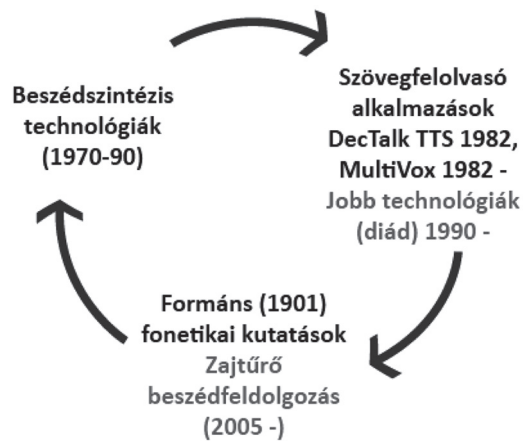 Beszédszintézis
technológiák
(1970-90)
Szövegfelolvasó
alkalmazások
DecTalk TTS 1982,
MultiVox 1982 -
Jobb technológiák
(diád) 1990 -
Formáns (1901)
fonetikai kutatások
Zajtűrő
beszédfeldolgozás
(2005 -)